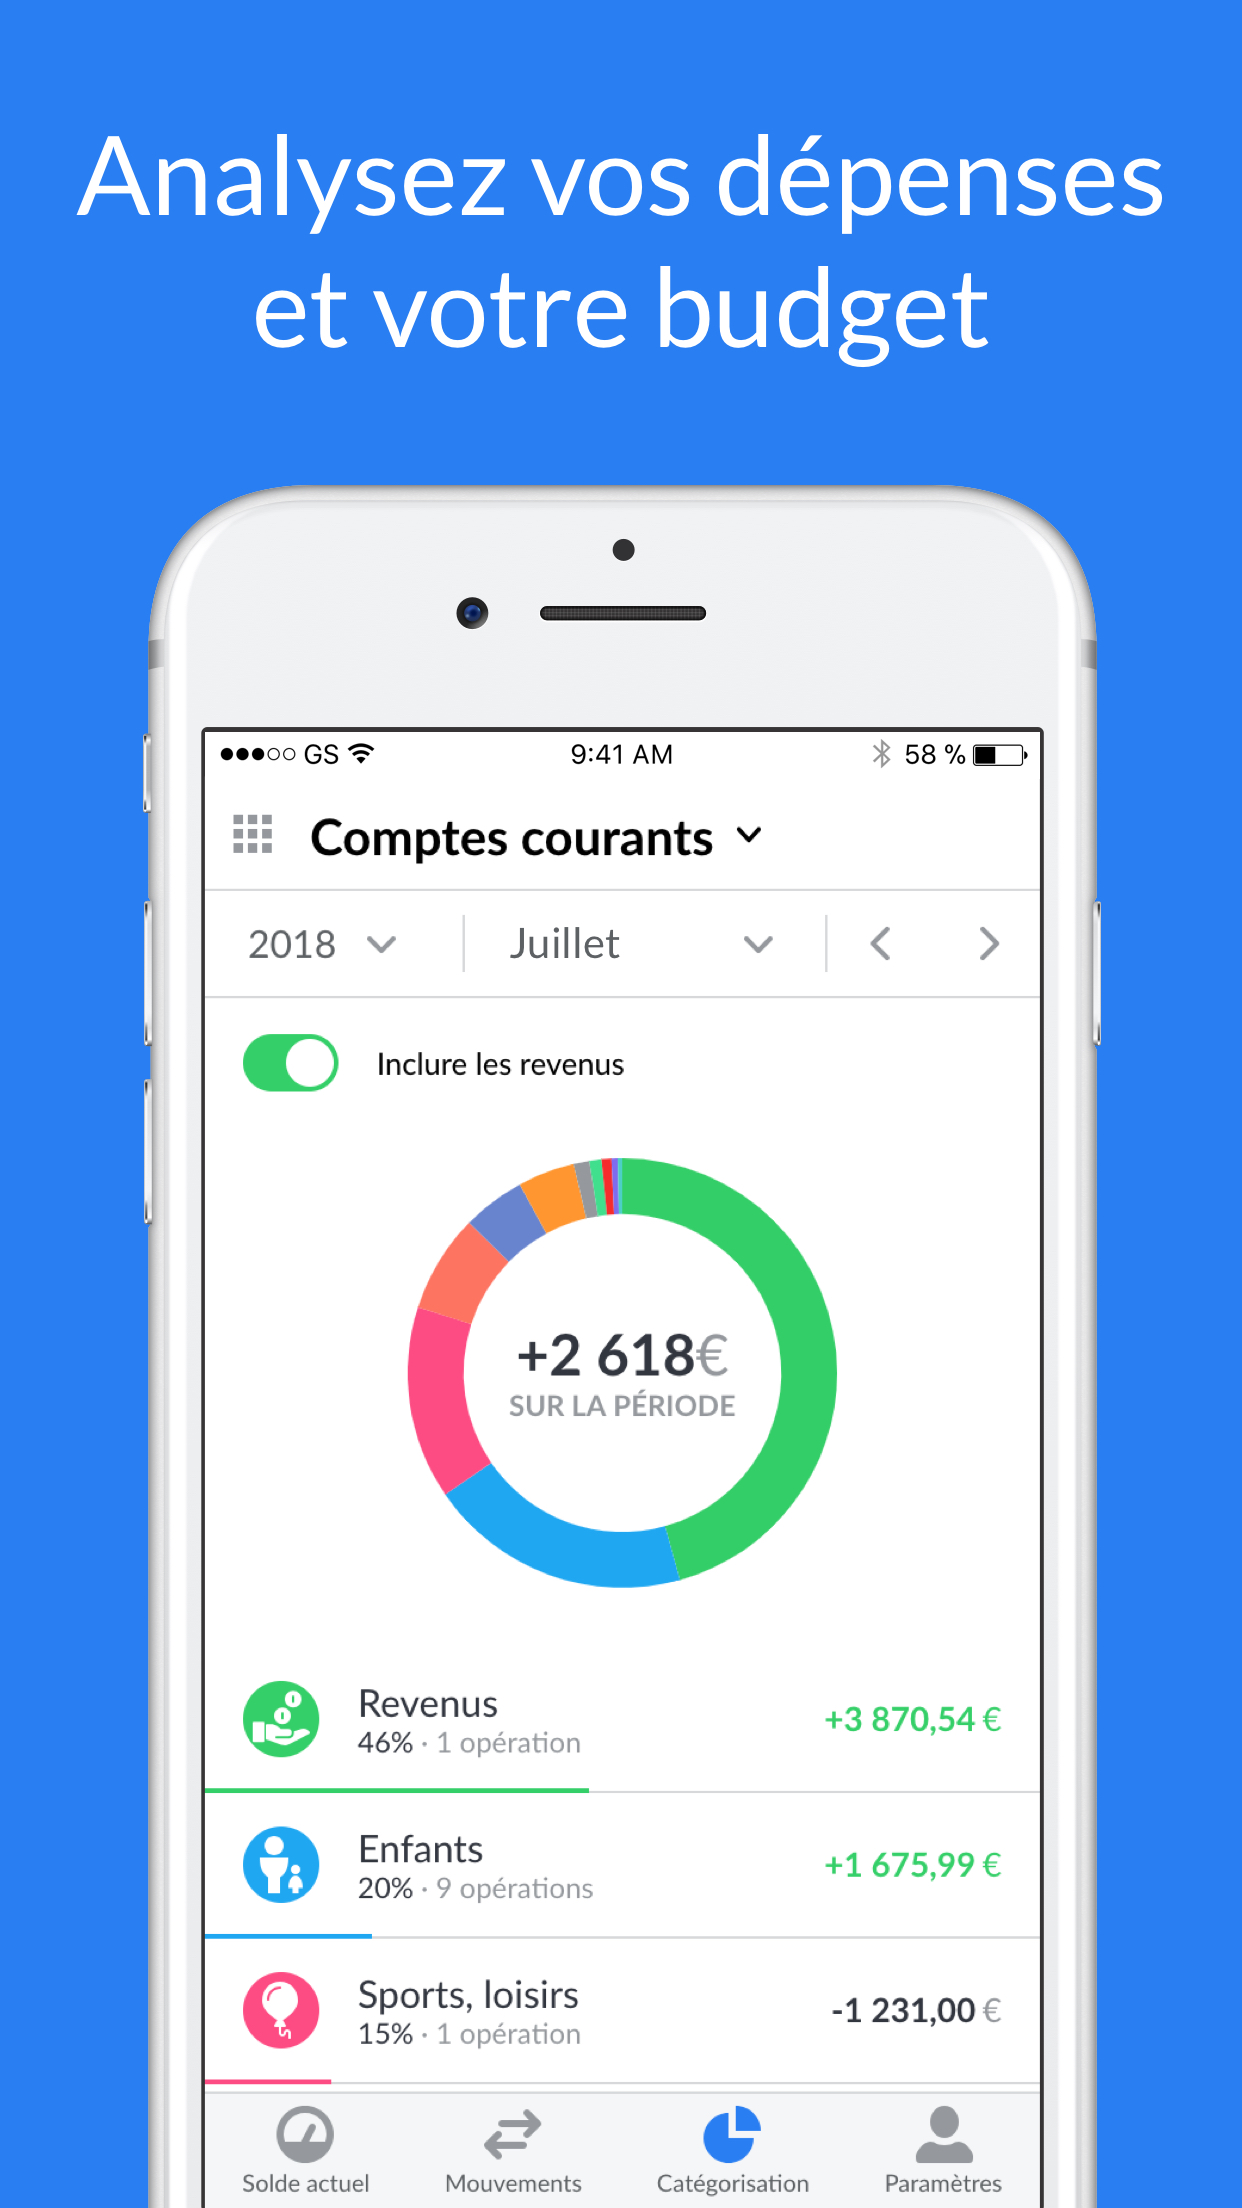 Analysez vos dépenses
et votre budget
GS 9:41 AM 58 %
Comptes courants
2018 Juillet
Inclure les revenus
+2 618€
SUR LA PÉRIODE
Revenus
+3 870,54 €
46% · 1 opération
Enfants
+1 675,99 €
20% · 9 opérations
Sports, loisirs
-1 231,00 €
15% · 1 opération
Solde actuel Mouvements Catégorisation Paramètres